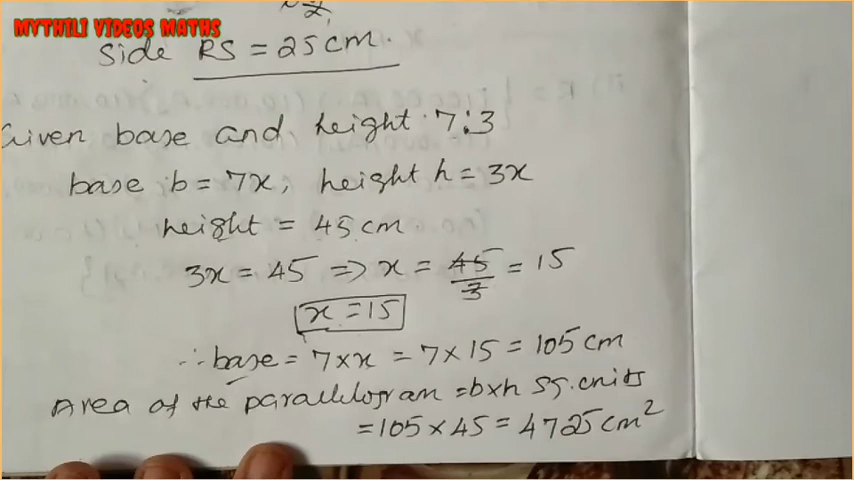 MYTHILI VIDEOS MATHS
Side RS = 25cm.
Given base and height 7:3
base b = 7x, height h = 3x
height = 45 cm
3x = 45 => x = 45/3 = 15
x = 15
∴ base = 7×x = 7×15 = 105 cm
Area of the parallelogram = b×h sq.units
= 105 × 45 = 4725 cm²